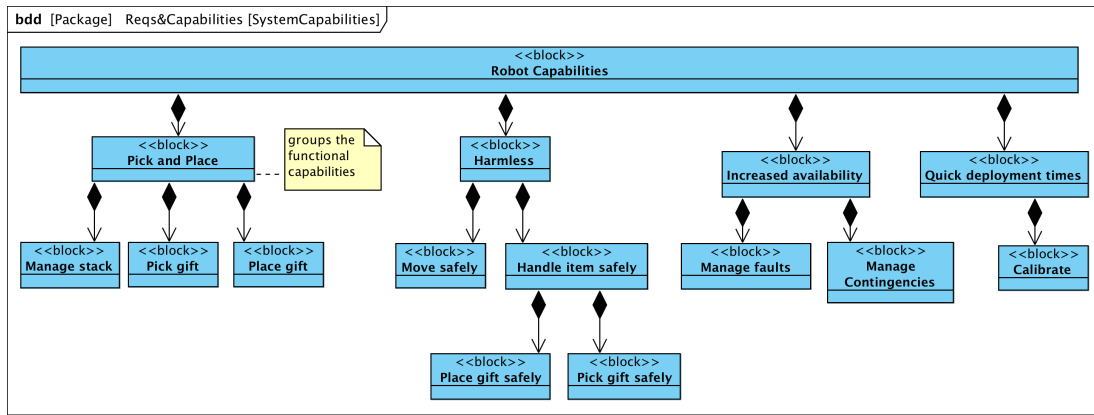 bdd [Package] Reqs&Capabilities [SystemCapabilities]
<<block>>
Robot Capabilities
<<block>>
Pick and Place
groups the
functional
capabilities
<<block>>
Harmless
<<block>>
Increased availability
<<block>>
Quick deployment times
<<block>>
Manage stack
<<block>>
Pick gift
<<block>>
Place gift
<<block>>
Move safely
<<block>>
Handle item safely
<<block>>
Manage faults
<<block>>
Manage
Contingencies
<<block>>
Calibrate
<<block>>
Place gift safely
<<block>>
Pick gift safely